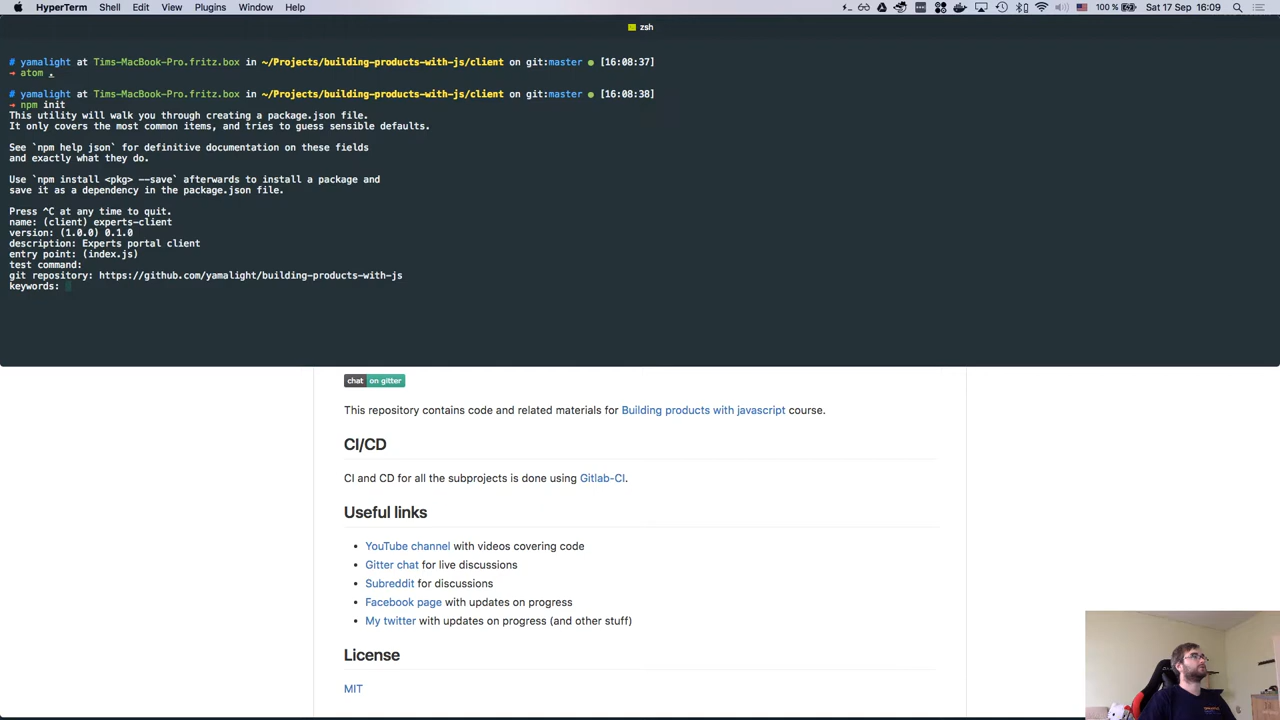 HyperTerm Shell Edit View Plugins Window Help 100 % Sat 17 Sep 16:09
zsh
# yamalight at Tims-MacBook-Pro.fritz.box in ~/Projects/building-products-with-js/client on git:master ● [16:08:37]
→ atom .
# yamalight at Tims-MacBook-Pro.fritz.box in ~/Projects/building-products-with-js/client on git:master ● [16:08:38]
→ npm init
This utility will walk you through creating a package.json file.
It only covers the most common items, and tries to guess sensible defaults.
See `npm help json` for definitive documentation on these fields
and exactly what they do.
Use `npm install <pkg> --save` afterwards to install a package and
save it as a dependency in the package.json file.
Press ^C at any time to quit.
name: (client) experts-client
version: (1.0.0) 0.1.0
description: Experts portal client
entry point: (index.js)
test command:
git repository: https://github.com/yamalight/building-products-with-js
keywords:
chat on gitter
This repository contains code and related materials for Building products with javascript course.
CI/CD
CI and CD for all the subprojects is done using Gitlab-CI.
Useful links
• YouTube channel with videos covering code
• Gitter chat for live discussions
• Subreddit for discussions
• Facebook page with updates on progress
• My twitter with updates on progress (and other stuff)
License
MIT